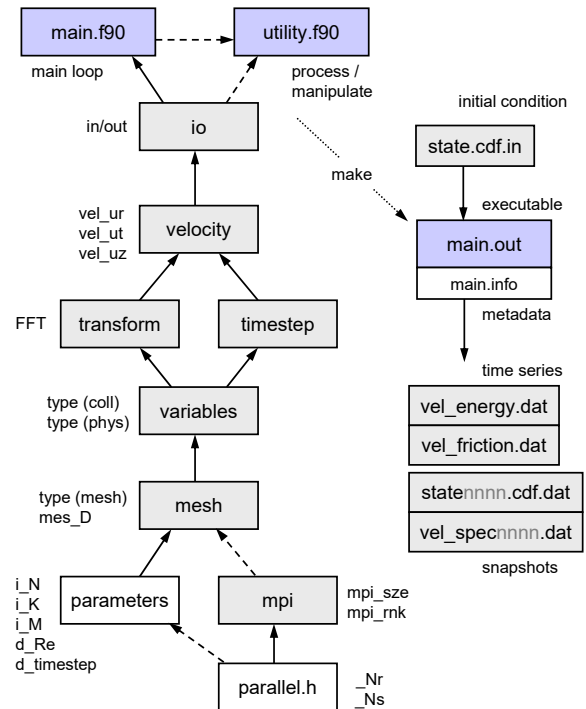 main.f90
utility.f90
main loop
process /
manipulate
in/out
io
initial condition
state.cdf.in
make
executable
vel_ur
vel_ut
vel_uz
velocity
main.out
main.info
metadata
FFT
transform
timestep
time series
type (coll)
type (phys)
variables
vel_energy.dat
vel_friction.dat
statennnn.cdf.dat
vel_specnnnn.dat
snapshots
type (mesh)
mes_D
mesh
i_N
i_K
i_M
d_Re
d_timestep
parameters
mpi
mpi_sze
mpi_rnk
parallel.h
_Nr
_Ns